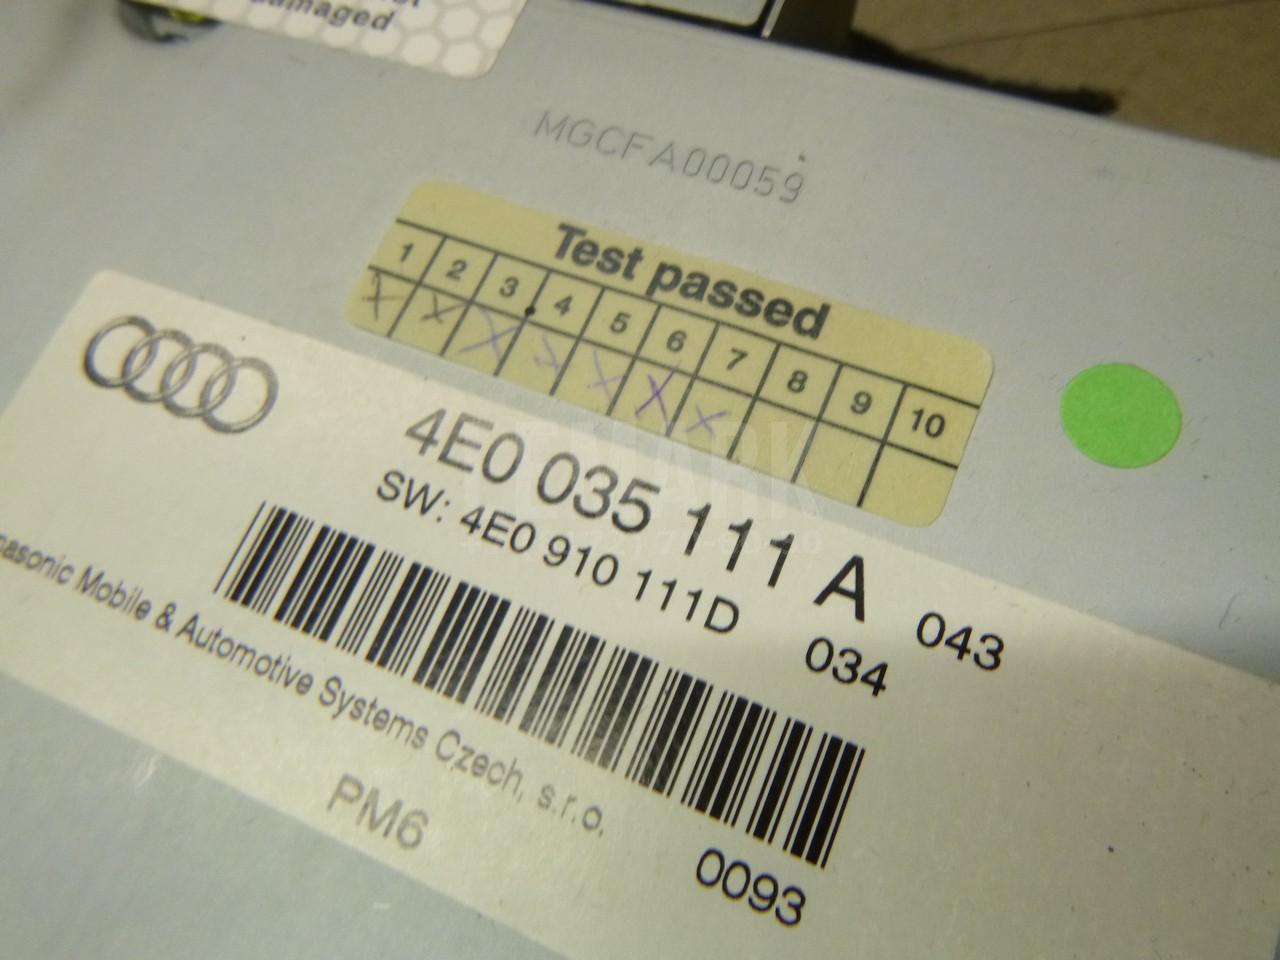 damaged
MGCFA00059
Test passed
1 2 3 4 5 6 7 8 9 10
X X X X X X X
4E0 035 111 A 043
SW: 4E0 910 111D 034
Mobile & Automotive Systems Czech, s.r.o.
PM6
0093